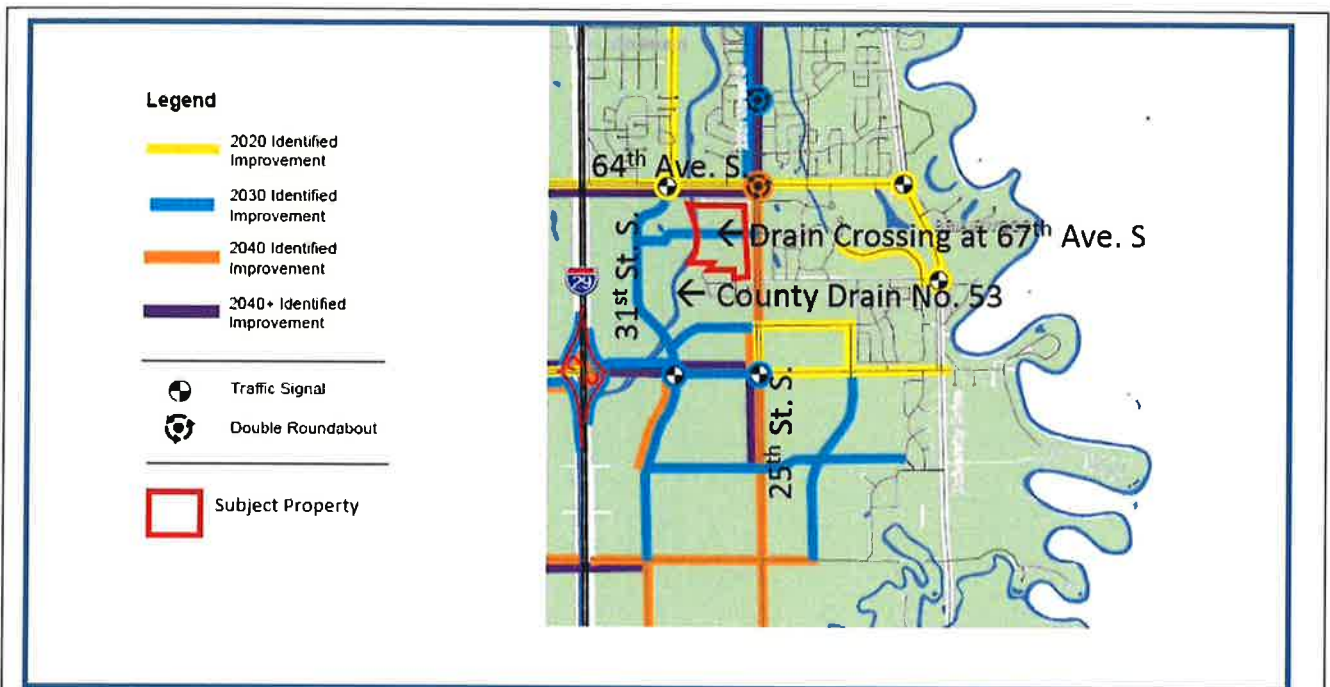 Legend
2020 Identified
Improvement
2030 Identified
Improvement
2040 Identified
Improvement
2040+ Identified
Improvement
Traffic Signal
Double Roundabout
Subject Property
64th Ave. S.
← Drain Crossing at 67th Ave. S
31st St. S.
← County Drain No. 53
29
25th St. S.